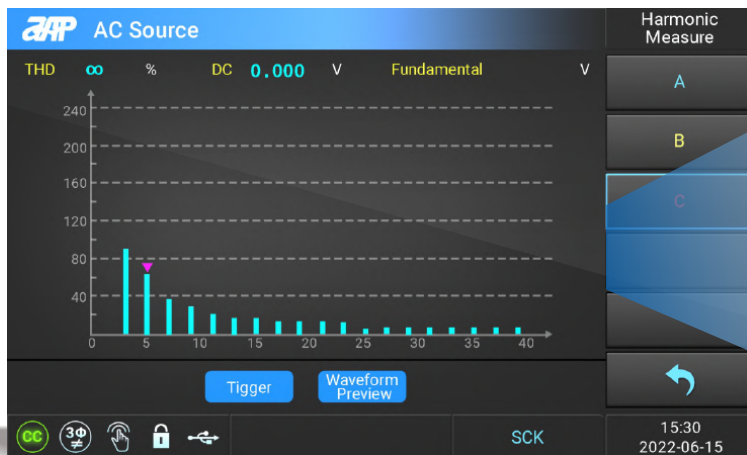 AAP AC Source
Harmonic
Measure
THD ∞ % DC 0.000 V Fundamental V
A
B
C
240
200
160
120
80
40
0 5 10 15 20 25 30 35 40
Tigger
Waveform
Preview
CC 3Φ ≠ SCK
15:30
2022-06-15